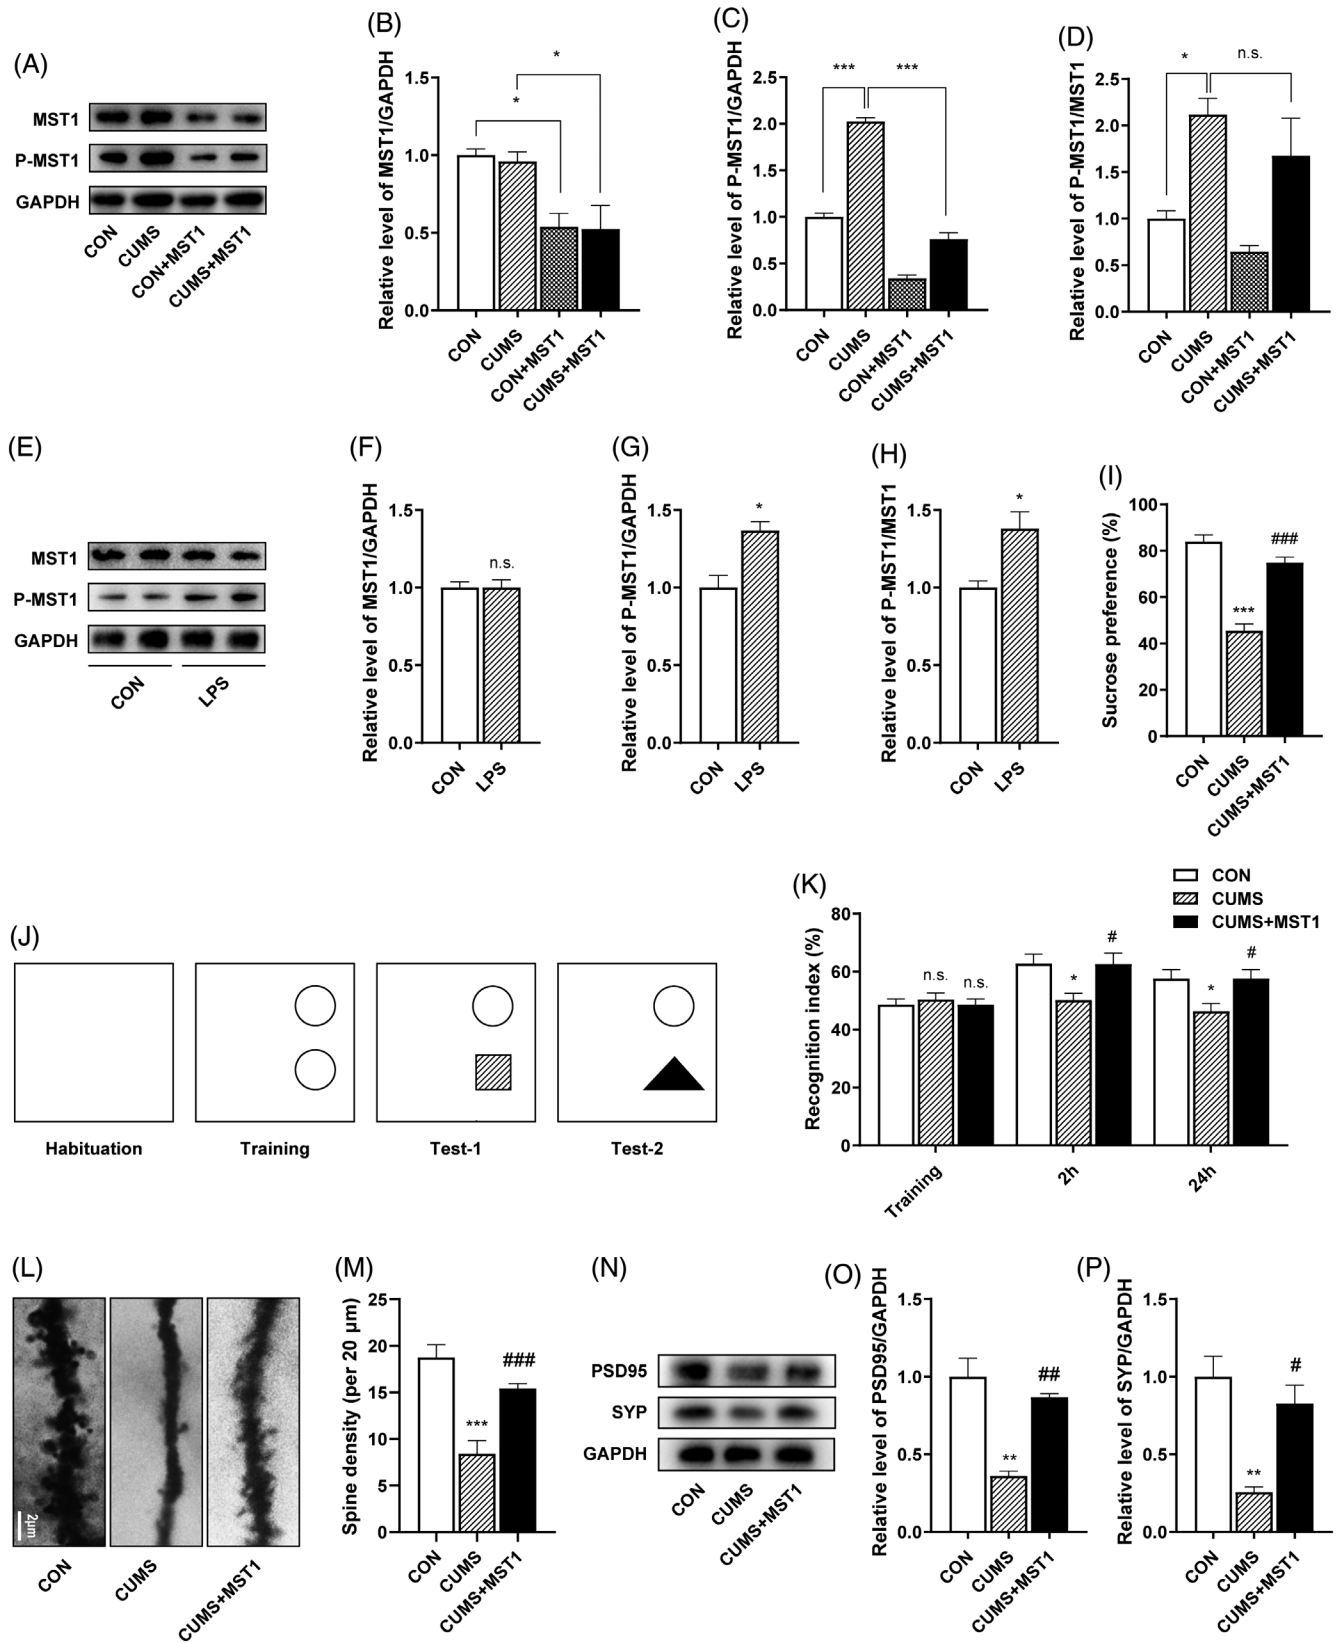 (A)
MST1
P-MST1
GAPDH
CON
CUMS
CON+MST1
CUMS+MST1
(B)
Relative level of MST1/GAPDH
1.5
1.0
0.5
0.0
*
*
CON
CUMS
CON+MST1
CUMS+MST1
(C)
Relative level of P-MST1/GAPDH
2.5
2.0
1.5
1.0
0.5
0.0
***
***
CON
CUMS
CON+MST1
CUMS+MST1
(D)
Relative level of P-MST1/MST1
2.5
2.0
1.5
1.0
0.5
0.0
*
n.s.
CON
CUMS
CON+MST1
CUMS+MST1
(E)
MST1
P-MST1
GAPDH
CON
LPS
(F)
Relative level of MST1/GAPDH
1.5
1.0
0.5
0.0
n.s.
CON
LPS
(G)
Relative level of P-MST1/GAPDH
1.5
1.0
0.5
0.0
*
CON
LPS
(H)
Relative level of P-MST1/MST1
1.5
1.0
0.5
0.0
*
CON
LPS
(I)
Sucrose preference (%)
100
80
60
40
20
0
***
###
CON
CUMS
CUMS+MST1
(J)
Habituation
Training
Test-1
Test-2
(K)
CON
CUMS
CUMS+MST1
Recognition index (%)
80
60
40
20
0
n.s.
n.s.
*
#
*
#
Training
2h
24h
(L)
2μm
CON
CUMS
CUMS+MST1
(M)
Spine density (per 20 μm)
25
20
15
10
5
0
***
###
CON
CUMS
CUMS+MST1
(N)
PSD95
SYP
GAPDH
CON
CUMS
CUMS+MST1
(O)
Relative level of PSD95/GAPDH
1.5
1.0
0.5
0.0
**
##
CON
CUMS
CUMS+MST1
(P)
Relative level of SYP/GAPDH
1.5
1.0
0.5
0.0
**
#
CON
CUMS
CUMS+MST1